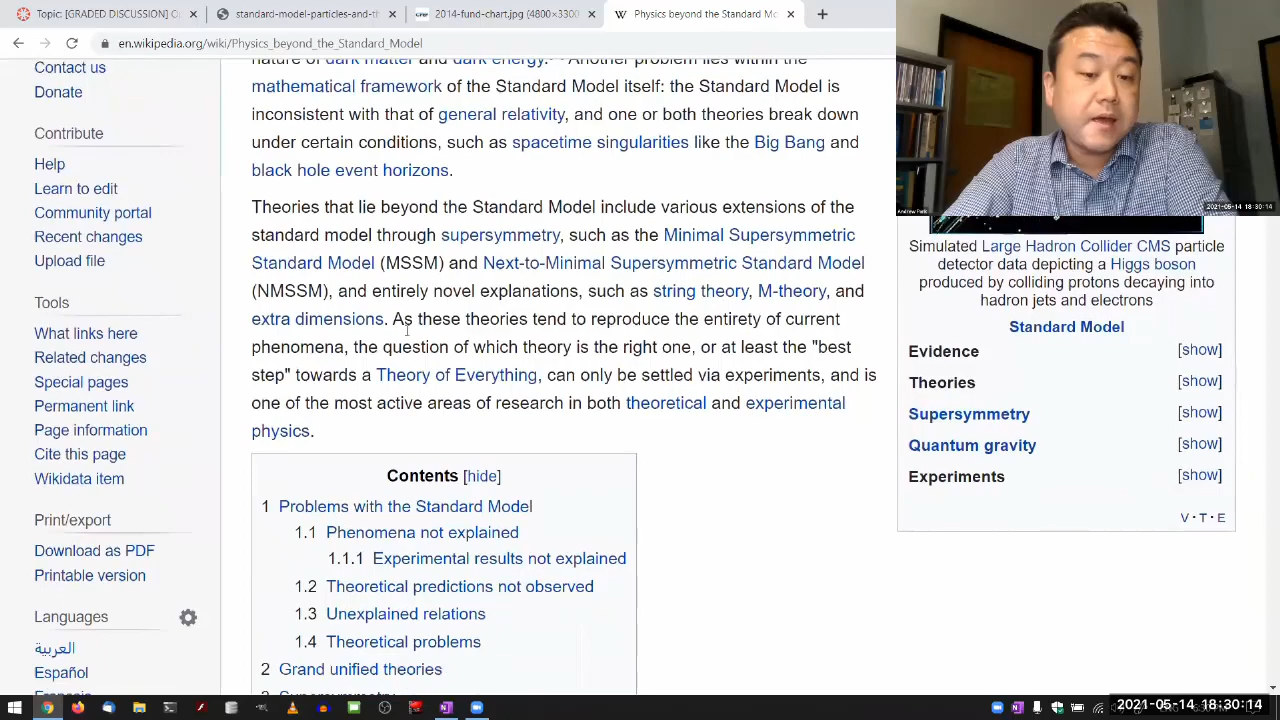 Topic: [GRADED DISCUSSION] O
standard-model-particles-and-th
2014-fund-chart.jpg (4800×3300
Physics beyond the Standard Mo
en.wikipedia.org/wiki/Physics_beyond_the_Standard_Model
Contact us
Donate
Contribute
Help
Learn to edit
Community portal
Recent changes
Upload file
Tools
What links here
Related changes
Special pages
Permanent link
Page information
Cite this page
Wikidata item
Print/export
Download as PDF
Printable version
Languages
العربية
Español
Français
nature of dark matter and dark energy. Another problem lies within the
mathematical framework of the Standard Model itself: the Standard Model is
inconsistent with that of general relativity, and one or both theories break down
under certain conditions, such as spacetime singularities like the Big Bang and
black hole event horizons.
Theories that lie beyond the Standard Model include various extensions of the
standard model through supersymmetry, such as the Minimal Supersymmetric
Standard Model (MSSM) and Next-to-Minimal Supersymmetric Standard Model
(NMSSM), and entirely novel explanations, such as string theory, M-theory, and
extra dimensions. As these theories tend to reproduce the entirety of current
phenomena, the question of which theory is the right one, or at least the "best
step" towards a Theory of Everything, can only be settled via experiments, and is
one of the most active areas of research in both theoretical and experimental
physics.
Contents [hide]
1 Problems with the Standard Model
1.1 Phenomena not explained
1.1.1 Experimental results not explained
1.2 Theoretical predictions not observed
1.3 Unexplained relations
1.4 Theoretical problems
2 Grand unified theories
3 Supersymmetry
Andrew Park
2021-05-14 18:30:14
Simulated Large Hadron Collider CMS particle
detector data depicting a Higgs boson
produced by colliding protons decaying into
hadron jets and electrons
Standard Model
Evidence [show]
Theories [show]
Supersymmetry [show]
Quantum gravity [show]
Experiments [show]
V · T · E
2021-05-14 18:30:14